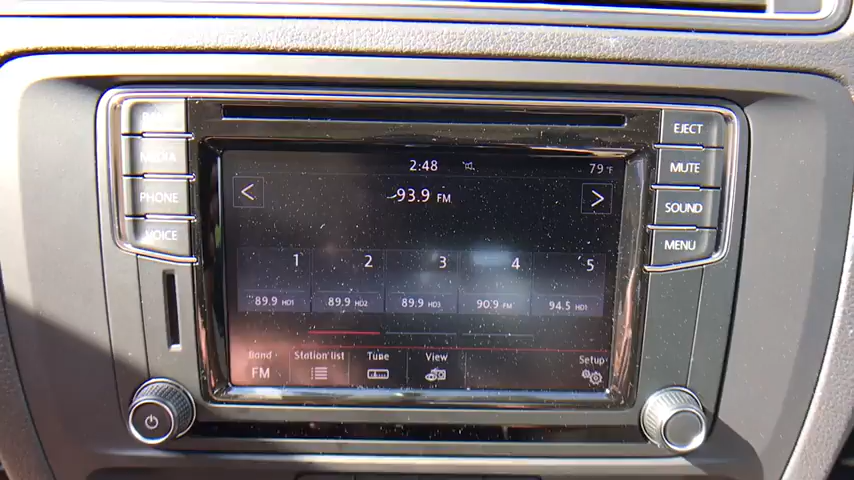 2:48 79°F
93.9 FM
1 2 3 4 5
89.9 HD1 89.9 HD2 89.9 HD3 90.9 FM 94.5 HD1
Band Station list Tune View Setup
FM
MEDIA
PHONE
VOICE
EJECT
MUTE
SOUND
MENU